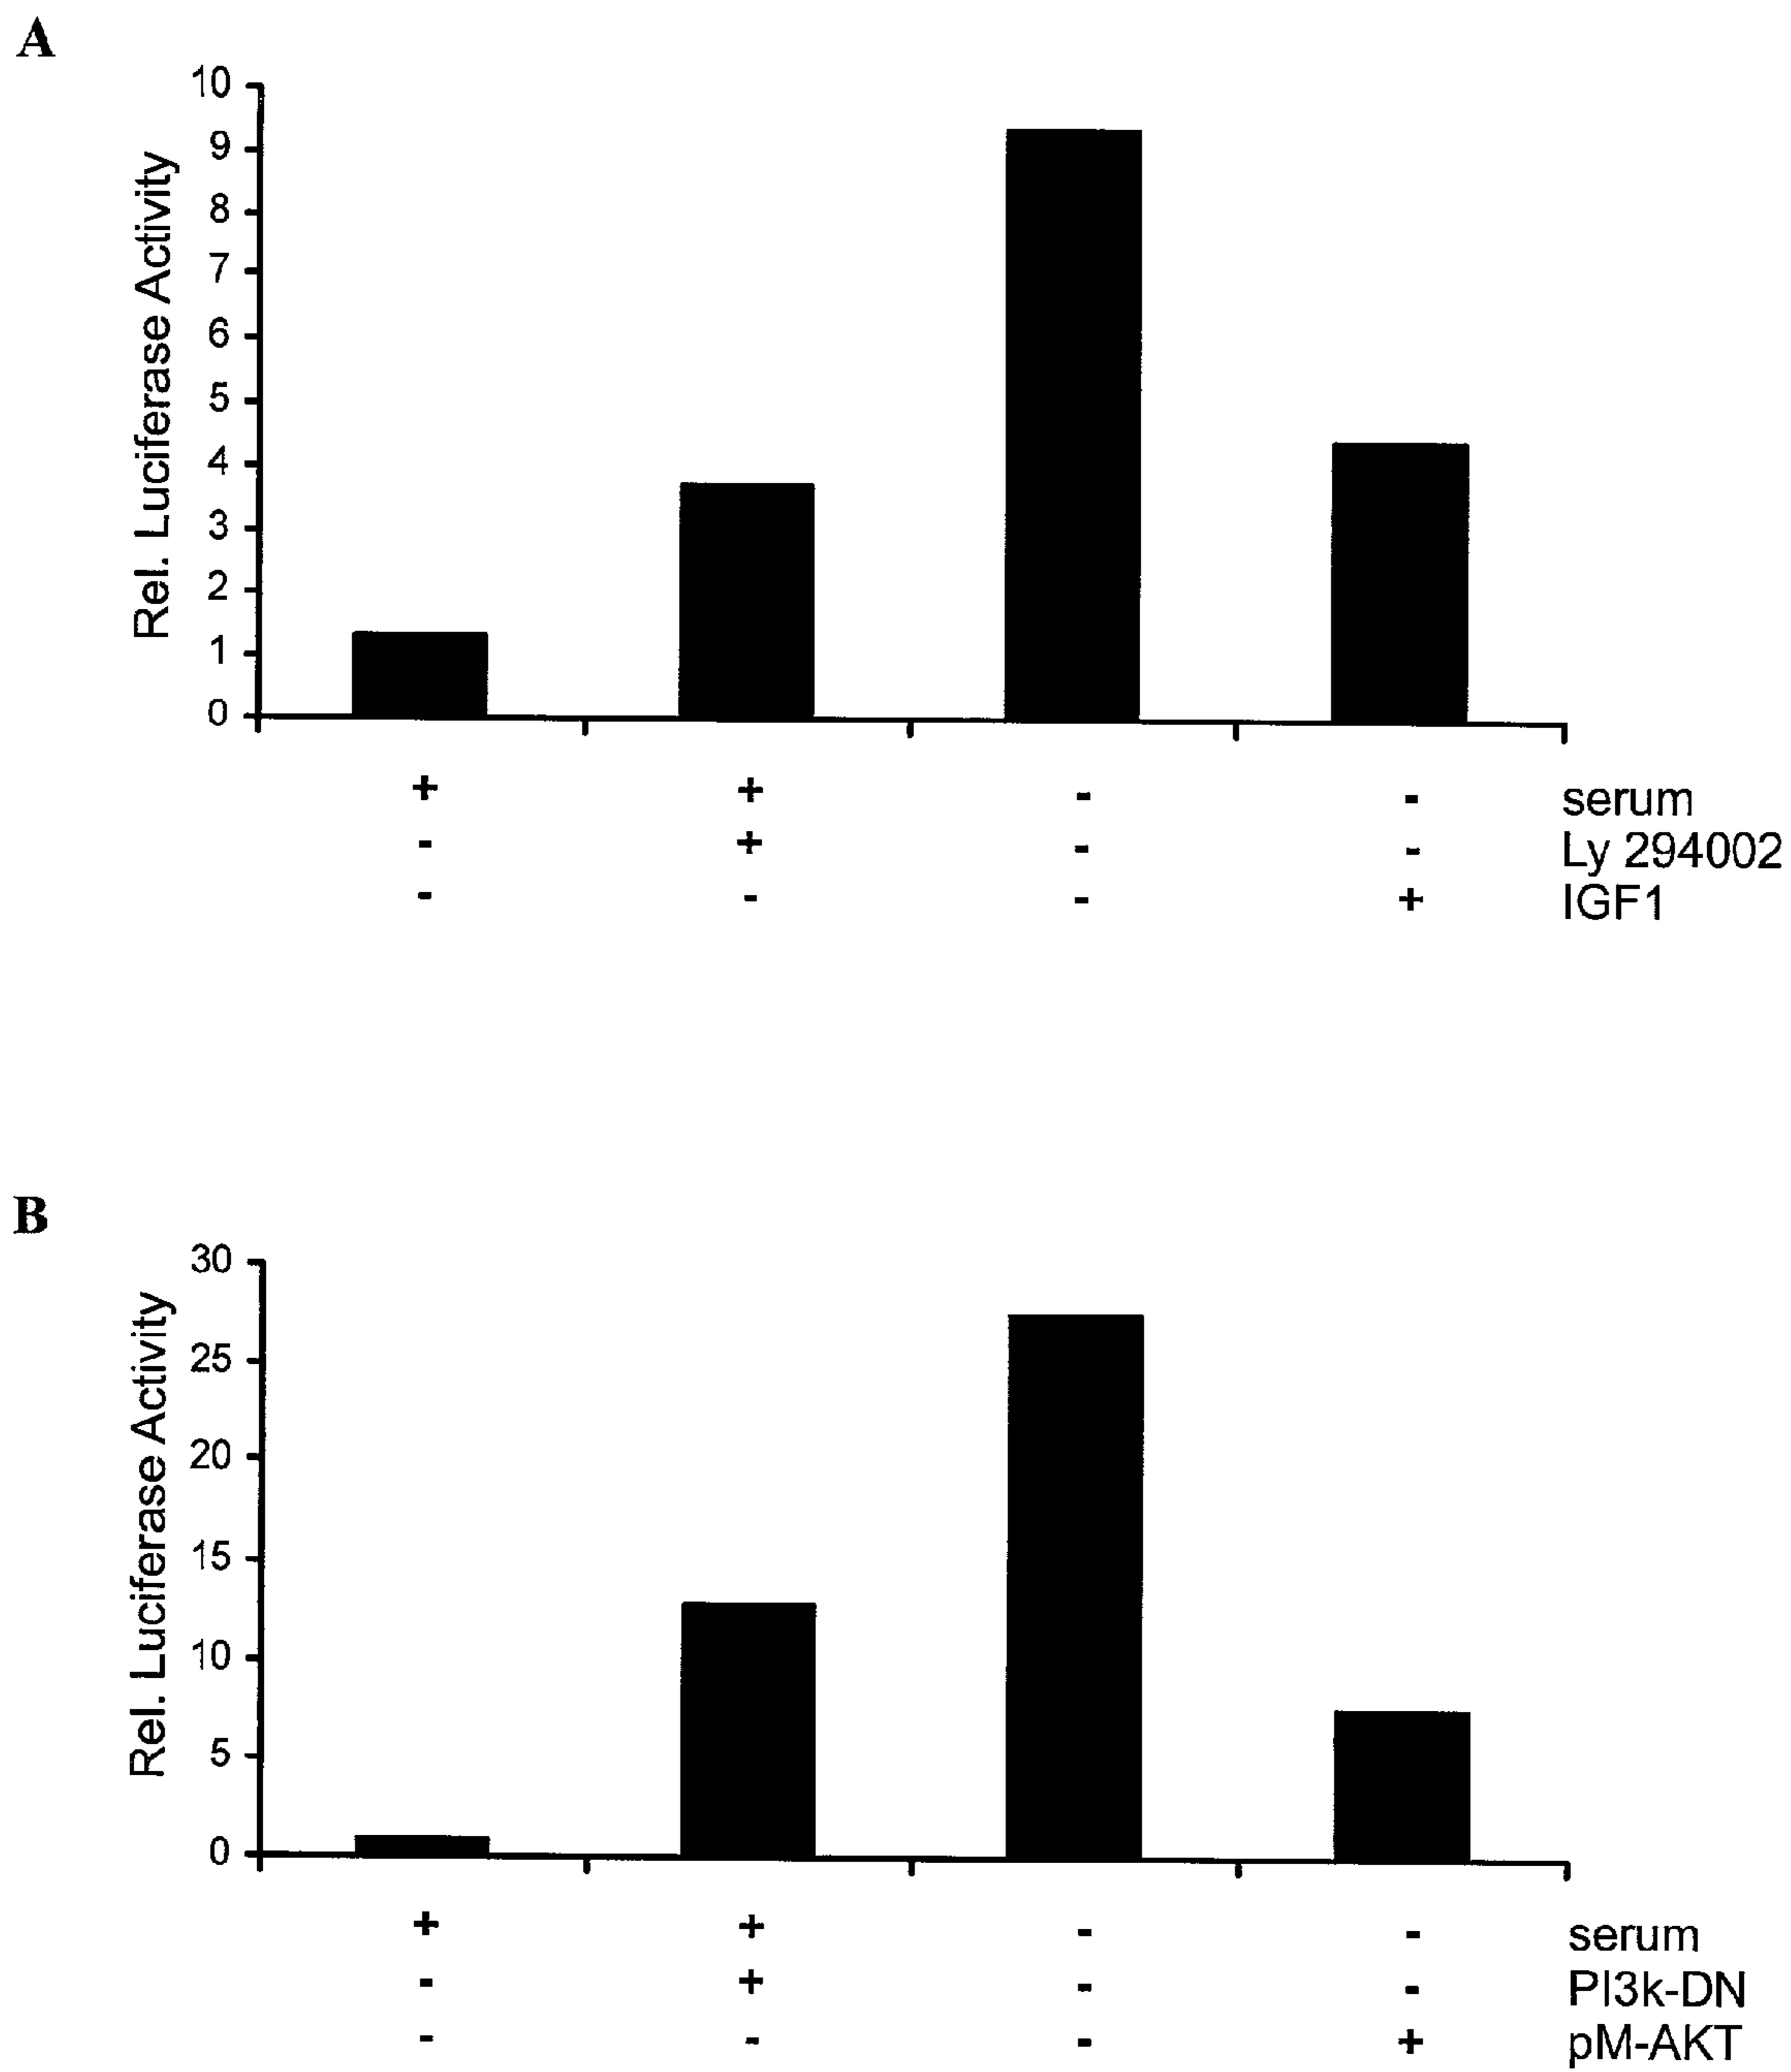 A
Rel. Luciferase Activity
10
9
8
7
6
5
4
3
2
1
0
+ + - - serum
- + - - Ly 294002
- - - + IGF1
B
Rel. Luciferase Activity
30
25
20
15
10
5
0
+ + - - serum
- + - - PI3k-DN
- - - + pM-AKT